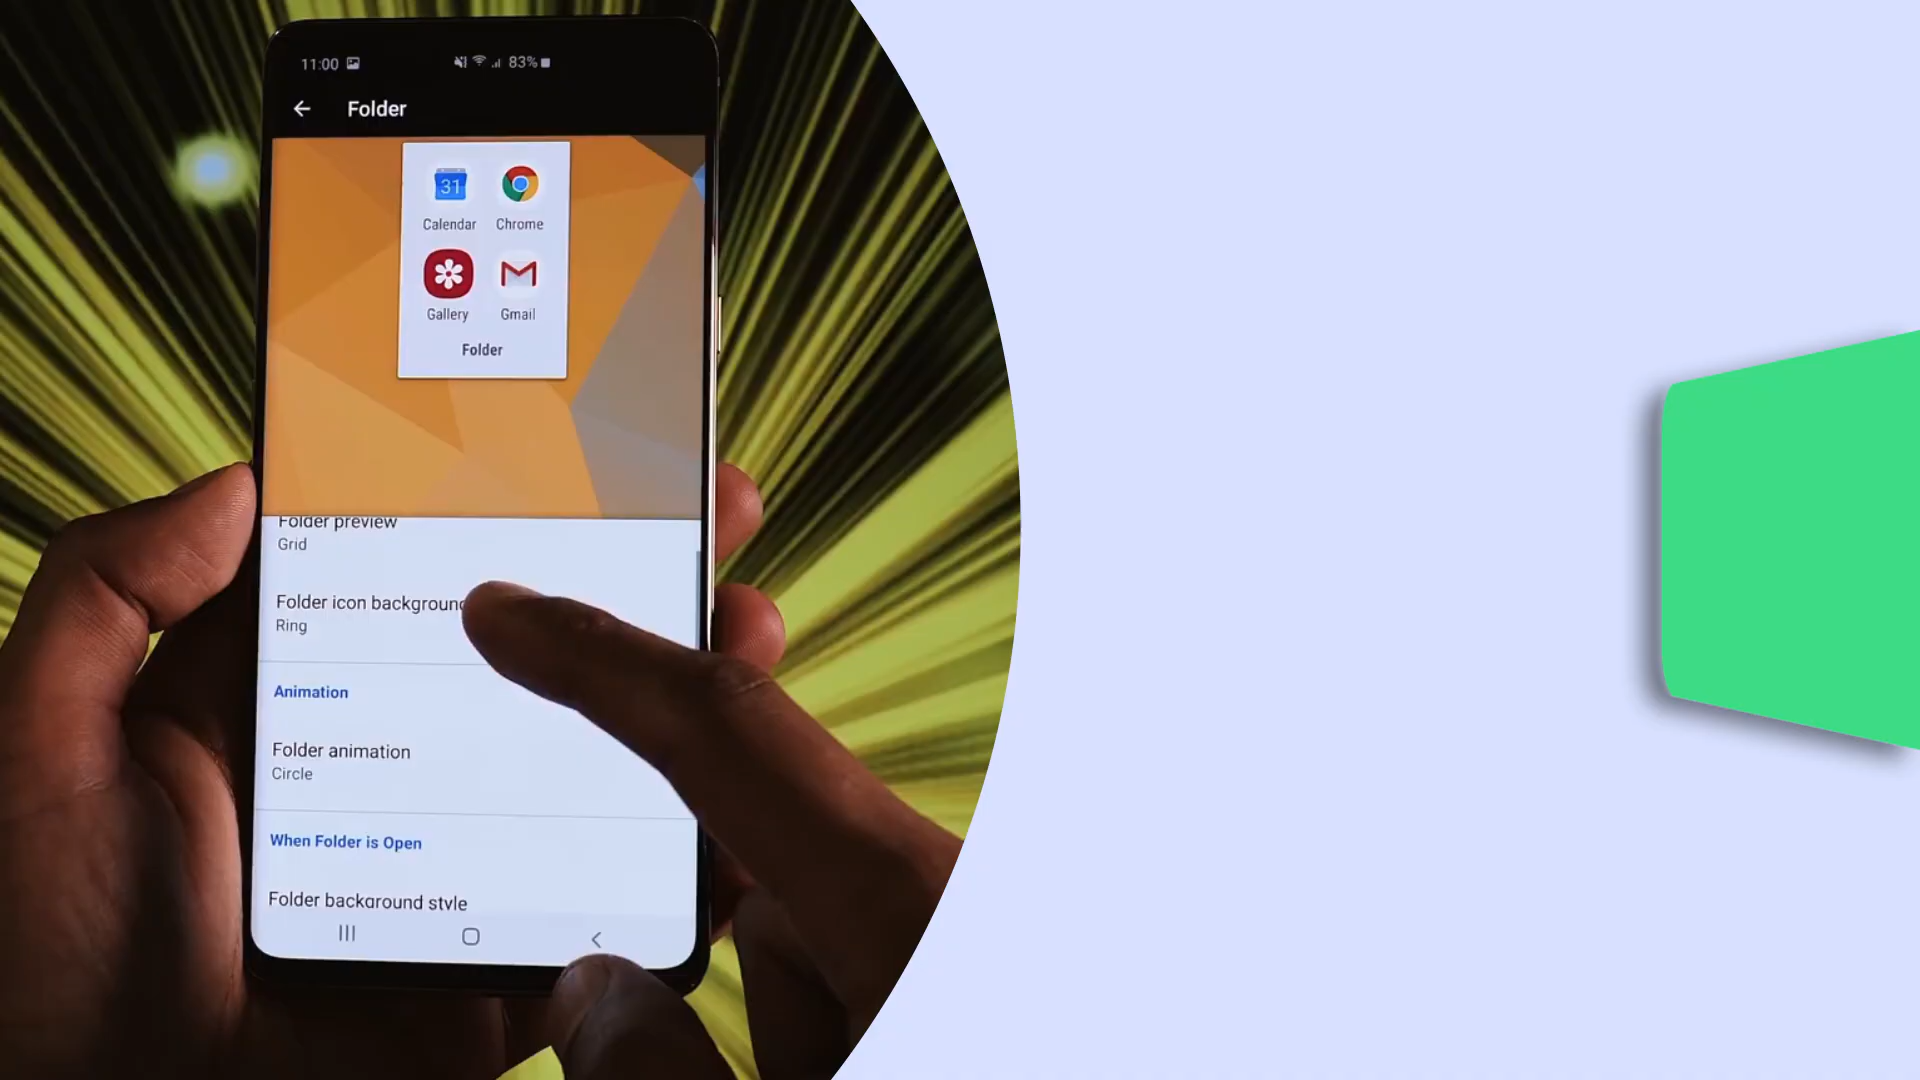 11:00 83%
Folder
31
Calendar Chrome
Gallery Gmail
Folder
Folder preview
Grid
Folder icon background
Ring
Animation
Folder animation
Circle
When Folder is Open
Folder background style